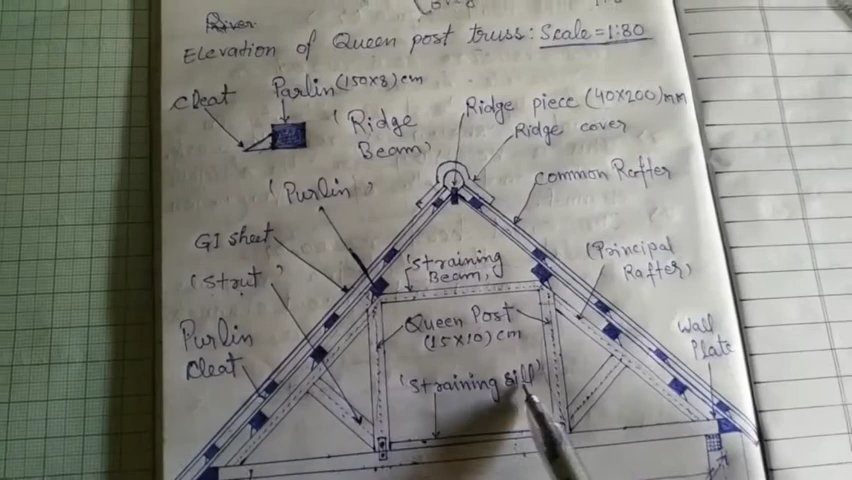 River
Elevation of Queen post truss: Scale = 1:80
Cleat
Parlin (150x8) cm
'Ridge
Beam,
Ridge piece (40x200) mm
Ridge cover
common Rafter
'Purlin'
GI sheet
'Strut'
'Straining
Beam,
(Principal
Rafter,
Purlin
Cleat
Queen Post
(15x10) cm
Wall
Plate
'Straining sill'